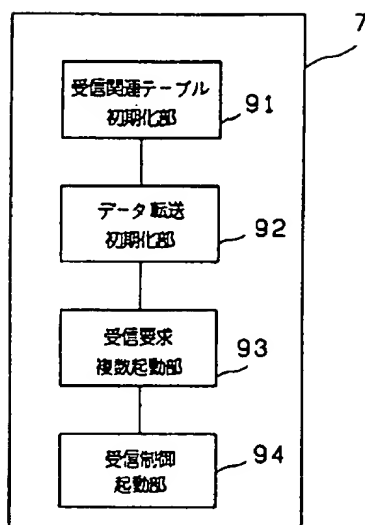 7
受信関連テーブル
初期化部
91
データ転送
初期化部
92
受信要求
複数起動部
93
受信制御
起動部
94